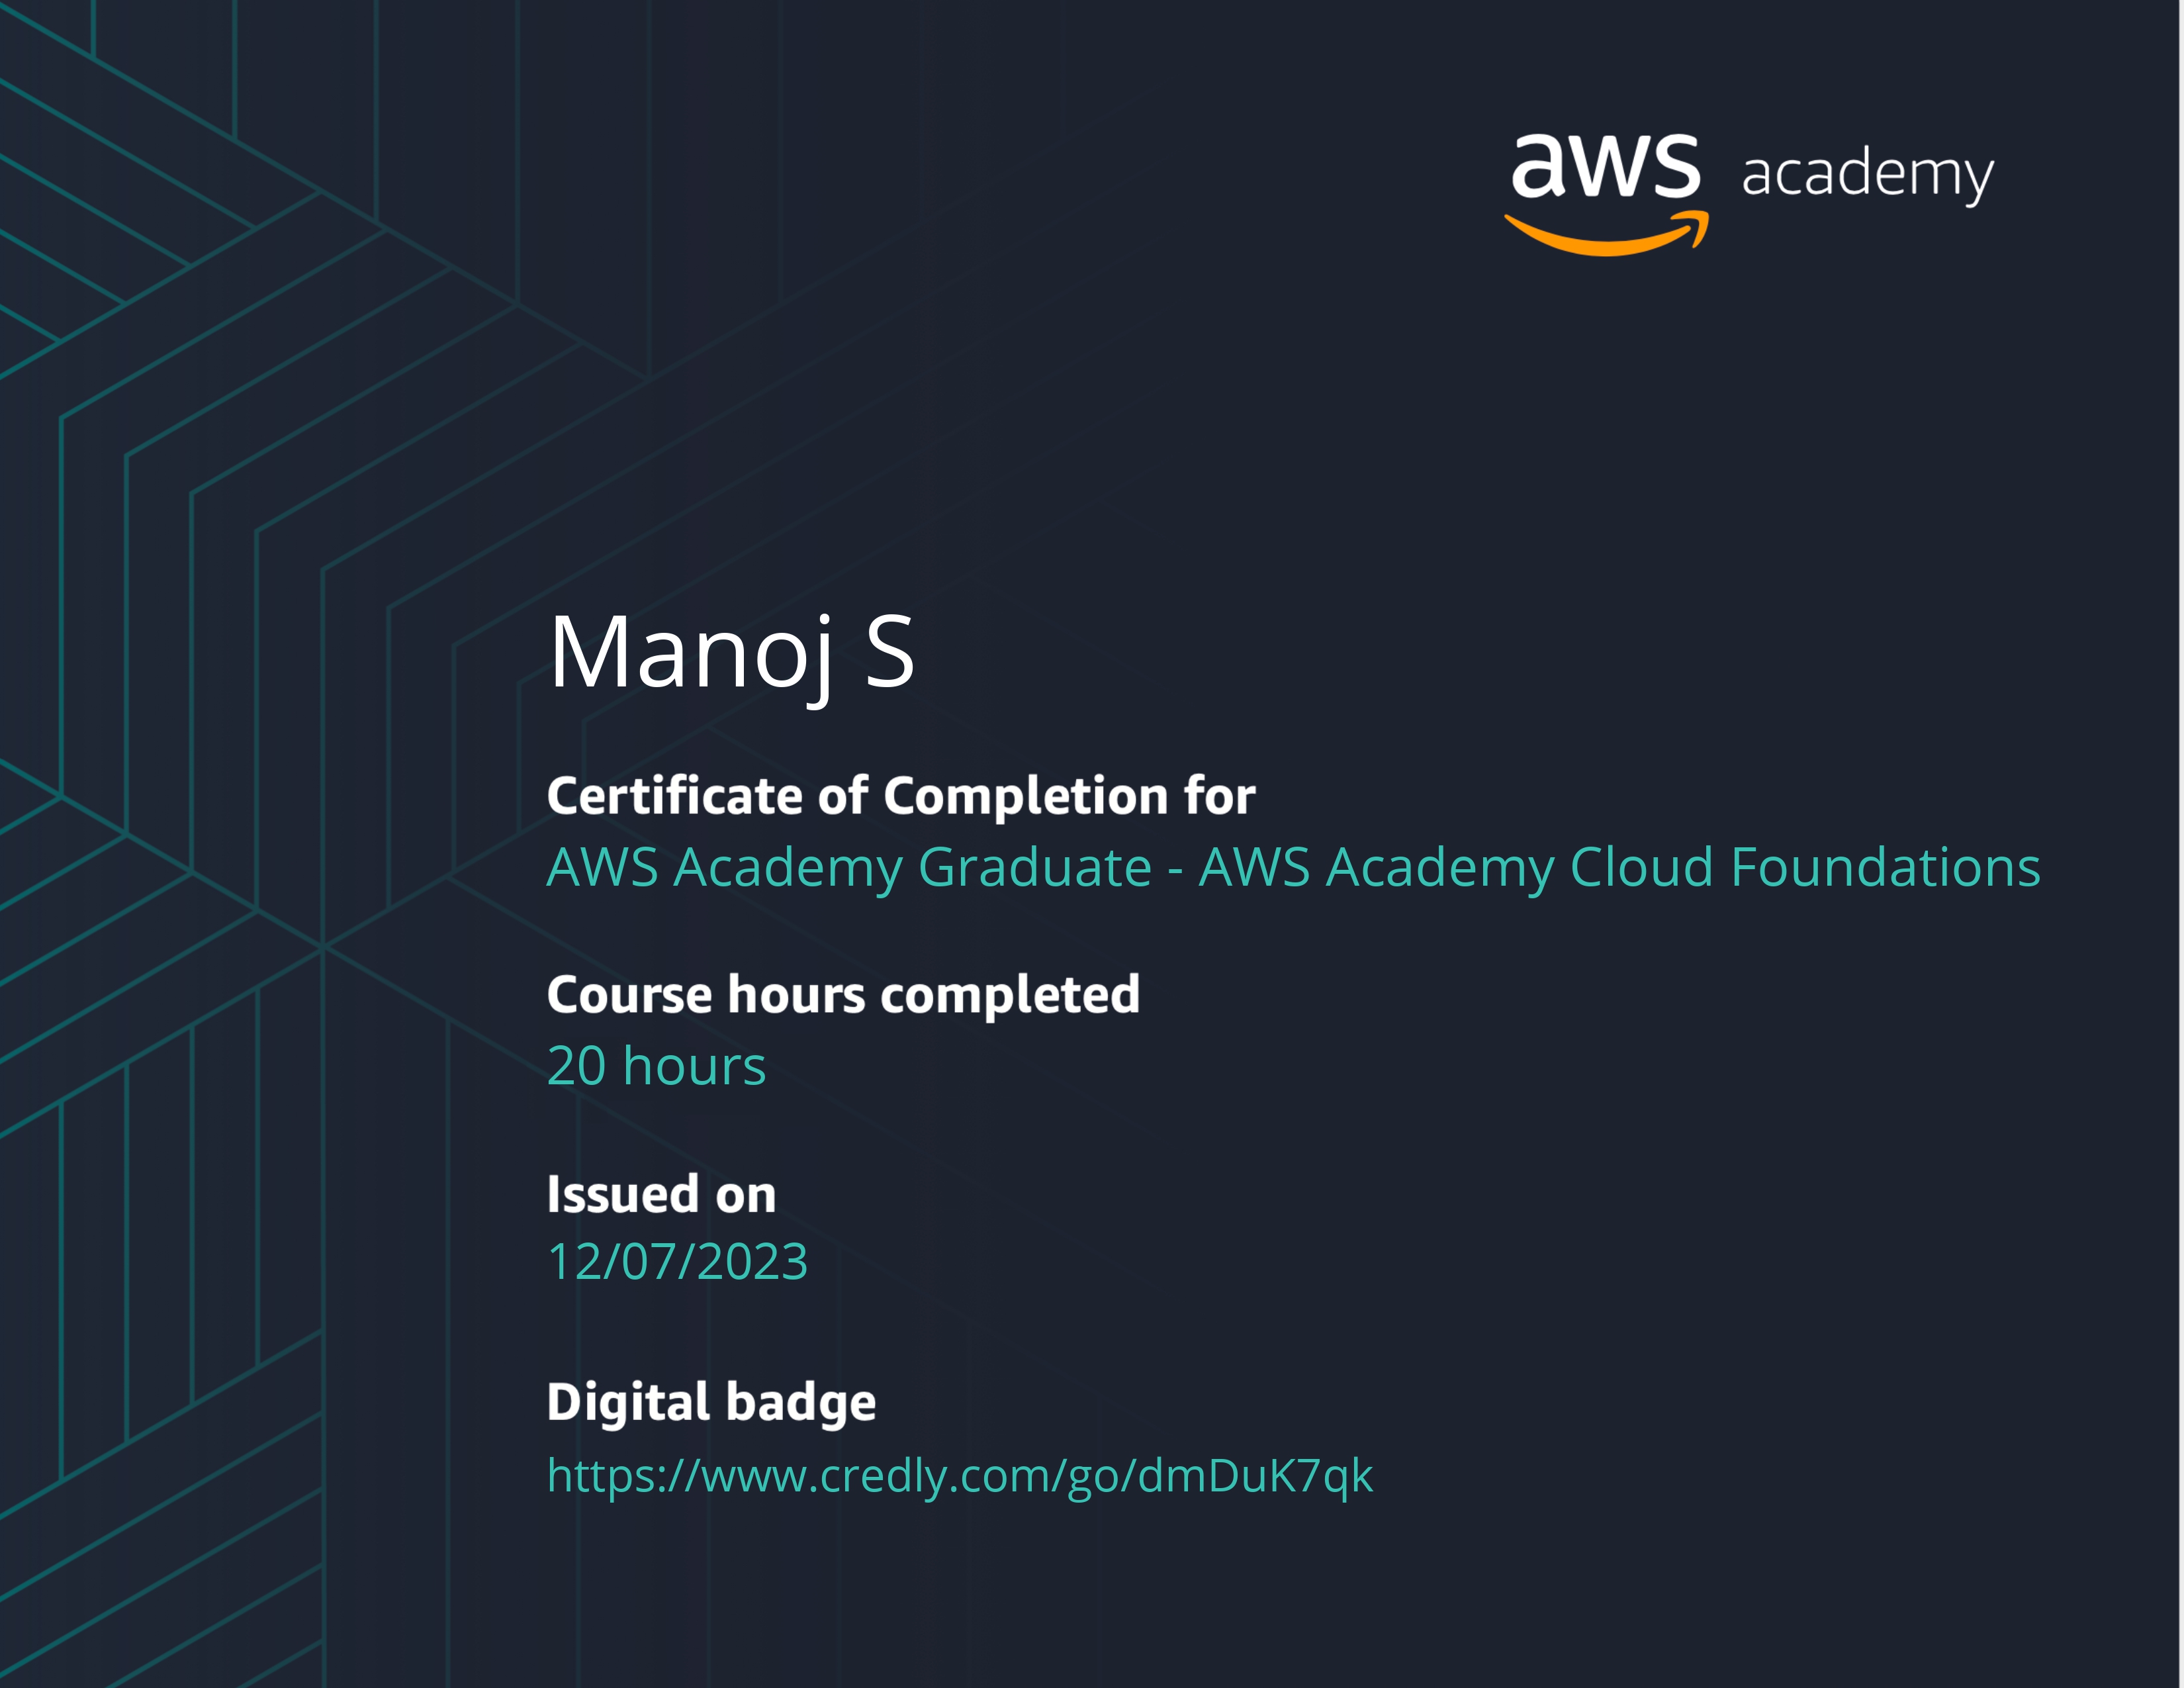 aws academy
Manoj S
Certificate of Completion for
AWS Academy Graduate - AWS Academy Cloud Foundations
Course hours completed
20 hours
Issued on
12/07/2023
Digital badge
https://www.credly.com/go/dmDuK7qk